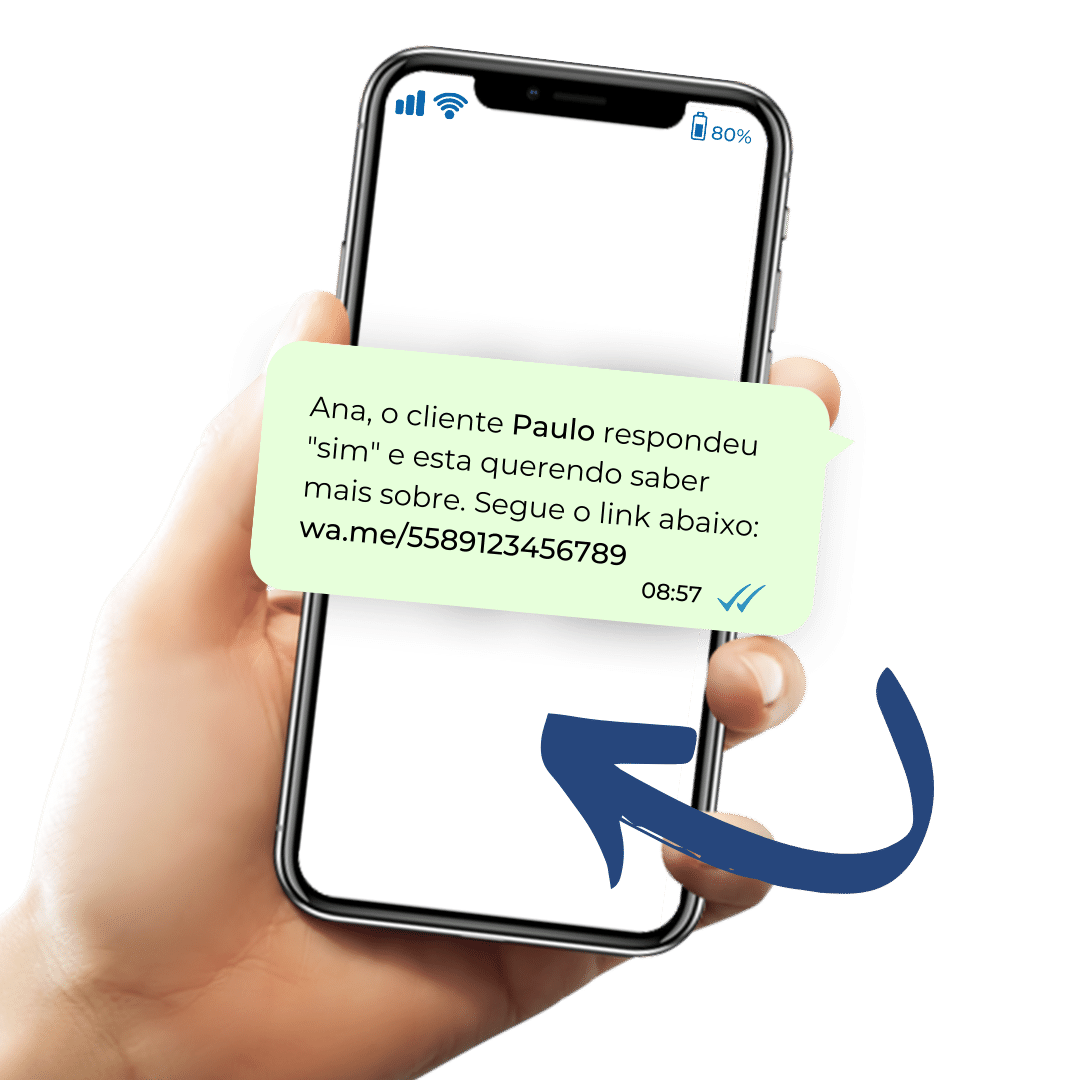 80%
Ana, o cliente Paulo respondeu
"sim" e esta querendo saber
mais sobre. Segue o link abaixo:
wa.me/5589123456789
08:57